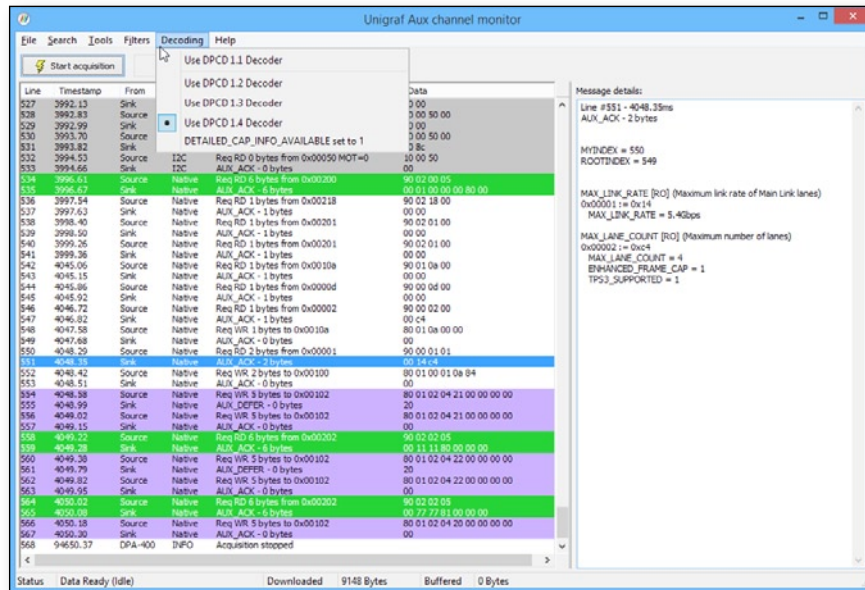 Unigraf Aux channel monitor
File Search Tools Filters Decoding Help
Start acquisition
Use DPCD 1.1 Decoder
Use DPCD 1.2 Decoder
Use DPCD 1.3 Decoder
Use DPCD 1.4 Decoder
DETAILED_CAP_INFO_AVAILABLE set to 1
Line Timestamp From Data
527 3992.13 Sink 0 00
528 3992.83 Source 0 00 50 00
529 3992.99 Sink 0 00
530 3993.70 Source 0 00 50 00
531 3993.82 Sink 0 8c
532 3994.53 Source I2C Req RD 0 bytes from 0x00050 MOT=0 10 00 50
533 3994.66 Sink I2C AUX_ACK - 0 bytes 00
534 3996.61 Source Native Req RD 6 bytes from 0x00200 90 02 00 05
535 3996.67 Sink Native AUX_ACK - 6 bytes 00 01 00 00 00 80 00
536 3997.54 Source Native Req RD 1 bytes from 0x00218 90 02 18 00
537 3997.63 Sink Native AUX_ACK - 1 bytes 00 00
538 3998.40 Source Native Req RD 1 bytes from 0x00201 90 02 01 00
539 3998.50 Sink Native AUX_ACK - 1 bytes 00 00
540 3999.26 Source Native Req RD 1 bytes from 0x00201 90 02 01 00
541 3999.36 Sink Native AUX_ACK - 1 bytes 00 00
542 4045.06 Source Native Req RD 1 bytes from 0x0010a 90 01 0a 00
543 4045.15 Sink Native AUX_ACK - 1 bytes 00 00
544 4045.86 Source Native Req RD 1 bytes from 0x0000d 90 00 0d 00
545 4045.92 Sink Native AUX_ACK - 1 bytes 00 00
546 4046.72 Source Native Req RD 1 bytes from 0x00002 90 00 02 00
547 4046.82 Sink Native AUX_ACK - 1 bytes 00 c4
548 4047.58 Source Native Req WR 1 bytes to 0x0010a 80 01 0a 00 00
549 4047.68 Sink Native AUX_ACK - 0 bytes 00
550 4048.29 Source Native Req RD 2 bytes from 0x00001 90 00 01 01
551 4048.35 Sink Native AUX_ACK - 2 bytes 00 14 c4
552 4048.42 Source Native Req WR 2 bytes to 0x00100 80 01 00 01 0a 84
553 4048.51 Sink Native AUX_ACK - 0 bytes 00
554 4048.58 Source Native Req WR 5 bytes to 0x00102 80 01 02 04 21 00 00 00 00
555 4048.99 Sink Native AUX_DEFER - 0 bytes 20
556 4049.02 Source Native Req WR 5 bytes to 0x00102 80 01 02 04 21 00 00 00 00
557 4049.15 Sink Native AUX_ACK - 0 bytes 00
558 4049.22 Source Native Req RD 6 bytes from 0x00202 90 02 02 05
559 4049.28 Sink Native AUX_ACK - 6 bytes 00 11 11 80 00 00 00
560 4049.38 Source Native Req WR 5 bytes to 0x00102 80 01 02 04 22 00 00 00 00
561 4049.79 Sink Native AUX_DEFER - 0 bytes 20
562 4049.82 Source Native Req WR 5 bytes to 0x00102 80 01 02 04 22 00 00 00 00
563 4049.95 Sink Native AUX_ACK - 0 bytes 00
564 4050.02 Source Native Req RD 6 bytes from 0x00202 90 02 02 05
565 4050.08 Sink Native AUX_ACK - 6 bytes 00 77 77 81 00 00 00
566 4050.18 Source Native Req WR 5 bytes to 0x00102 80 01 02 04 20 00 00 00 00
567 4050.30 Sink Native AUX_ACK - 0 bytes 00
568 94650.37 DPA-400 INFO Acquisition stopped
Message details:
Line #551 - 4048.35ms
AUX_ACK - 2 bytes
MYINDEX = 550
ROOTINDEX = 549
MAX_LINK_RATE [RO] (Maximum link rate of Main Link lanes)
0x00001 := 0x14
MAX_LINK_RATE = 5.4Gbps
MAX_LANE_COUNT [RO] (Maximum number of lanes)
0x00002 := 0xc4
MAX_LANE_COUNT = 4
ENHANCED_FRAME_CAP = 1
TPS3_SUPPORTED = 1
Status Data Ready (Idle) Downloaded 9148 Bytes Buffered 0 Bytes